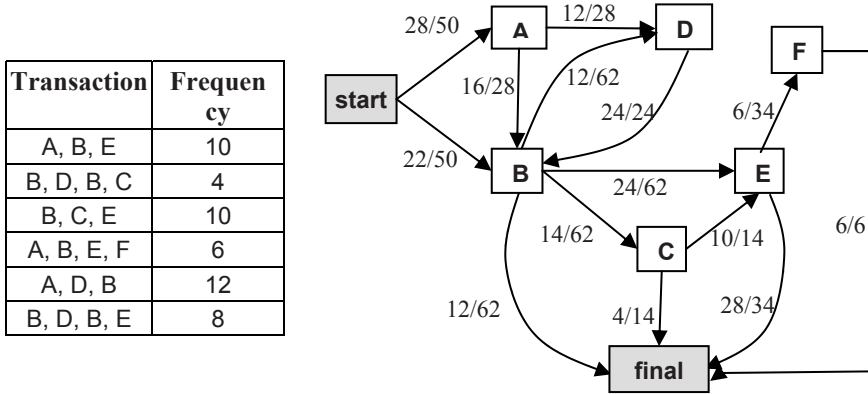 Transaction Frequen
cy
A, B, E 10
B, D, B, C 4
B, C, E 10
A, B, E, F 6
A, D, B 12
B, D, B, E 8
28/50
A
12/28
D
F
start
16/28
12/62
24/24
6/34
22/50
B
24/62
E
14/62
C
10/14
6/6
12/62
4/14
28/34
final